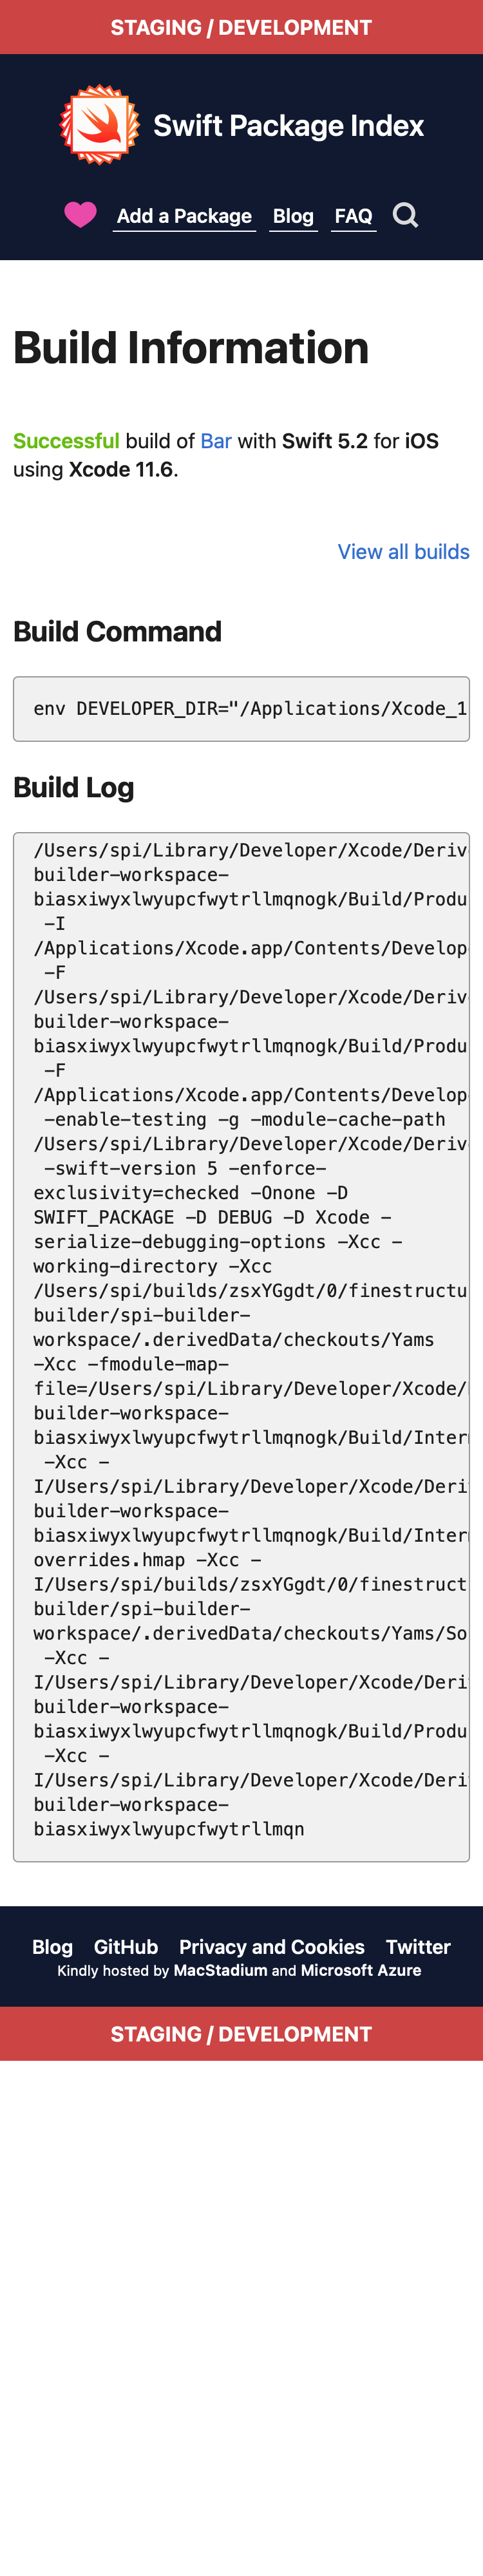 STAGING / DEVELOPMENT
Swift Package Index
Add a Package Blog FAQ
Build Information
Successful build of Bar with Swift 5.2 for iOS
using Xcode 11.6.
View all builds
Build Command
env DEVELOPER_DIR="/Applications/Xcode_1
Build Log
/Users/spi/Library/Developer/Xcode/Deriv
builder-workspace-
biasxiwyxlwyupcfwytrllmqnogk/Build/Produ
-I
/Applications/Xcode.app/Contents/Develop
-F
/Users/spi/Library/Developer/Xcode/Deriv
builder-workspace-
biasxiwyxlwyupcfwytrllmqnogk/Build/Produ
-F
/Applications/Xcode.app/Contents/Develop
-enable-testing -g -module-cache-path
/Users/spi/Library/Developer/Xcode/Deriv
-swift-version 5 -enforce-
exclusivity=checked -Onone -D
SWIFT_PACKAGE -D DEBUG -D Xcode -
serialize-debugging-options -Xcc -
working-directory -Xcc
/Users/spi/builds/zsxYGgdt/0/finestructu
builder/spi-builder-
workspace/.derivedData/checkouts/Yams
-Xcc -fmodule-map-
file=/Users/spi/Library/Developer/Xcode/
builder-workspace-
biasxiwyxlwyupcfwytrllmqnogk/Build/Inter
-Xcc -
I/Users/spi/Library/Developer/Xcode/Deri
builder-workspace-
biasxiwyxlwyupcfwytrllmqnogk/Build/Inter
overrides.hmap -Xcc -
I/Users/spi/builds/zsxYGgdt/0/finestruct
builder/spi-builder-
workspace/.derivedData/checkouts/Yams/So
-Xcc -
I/Users/spi/Library/Developer/Xcode/Deri
builder-workspace-
biasxiwyxlwyupcfwytrllmqnogk/Build/Produ
-Xcc -
I/Users/spi/Library/Developer/Xcode/Deri
builder-workspace-
biasxiwyxlwyupcfwytrllmqn
Blog GitHub Privacy and Cookies Twitter
Kindly hosted by MacStadium and Microsoft Azure
STAGING / DEVELOPMENT